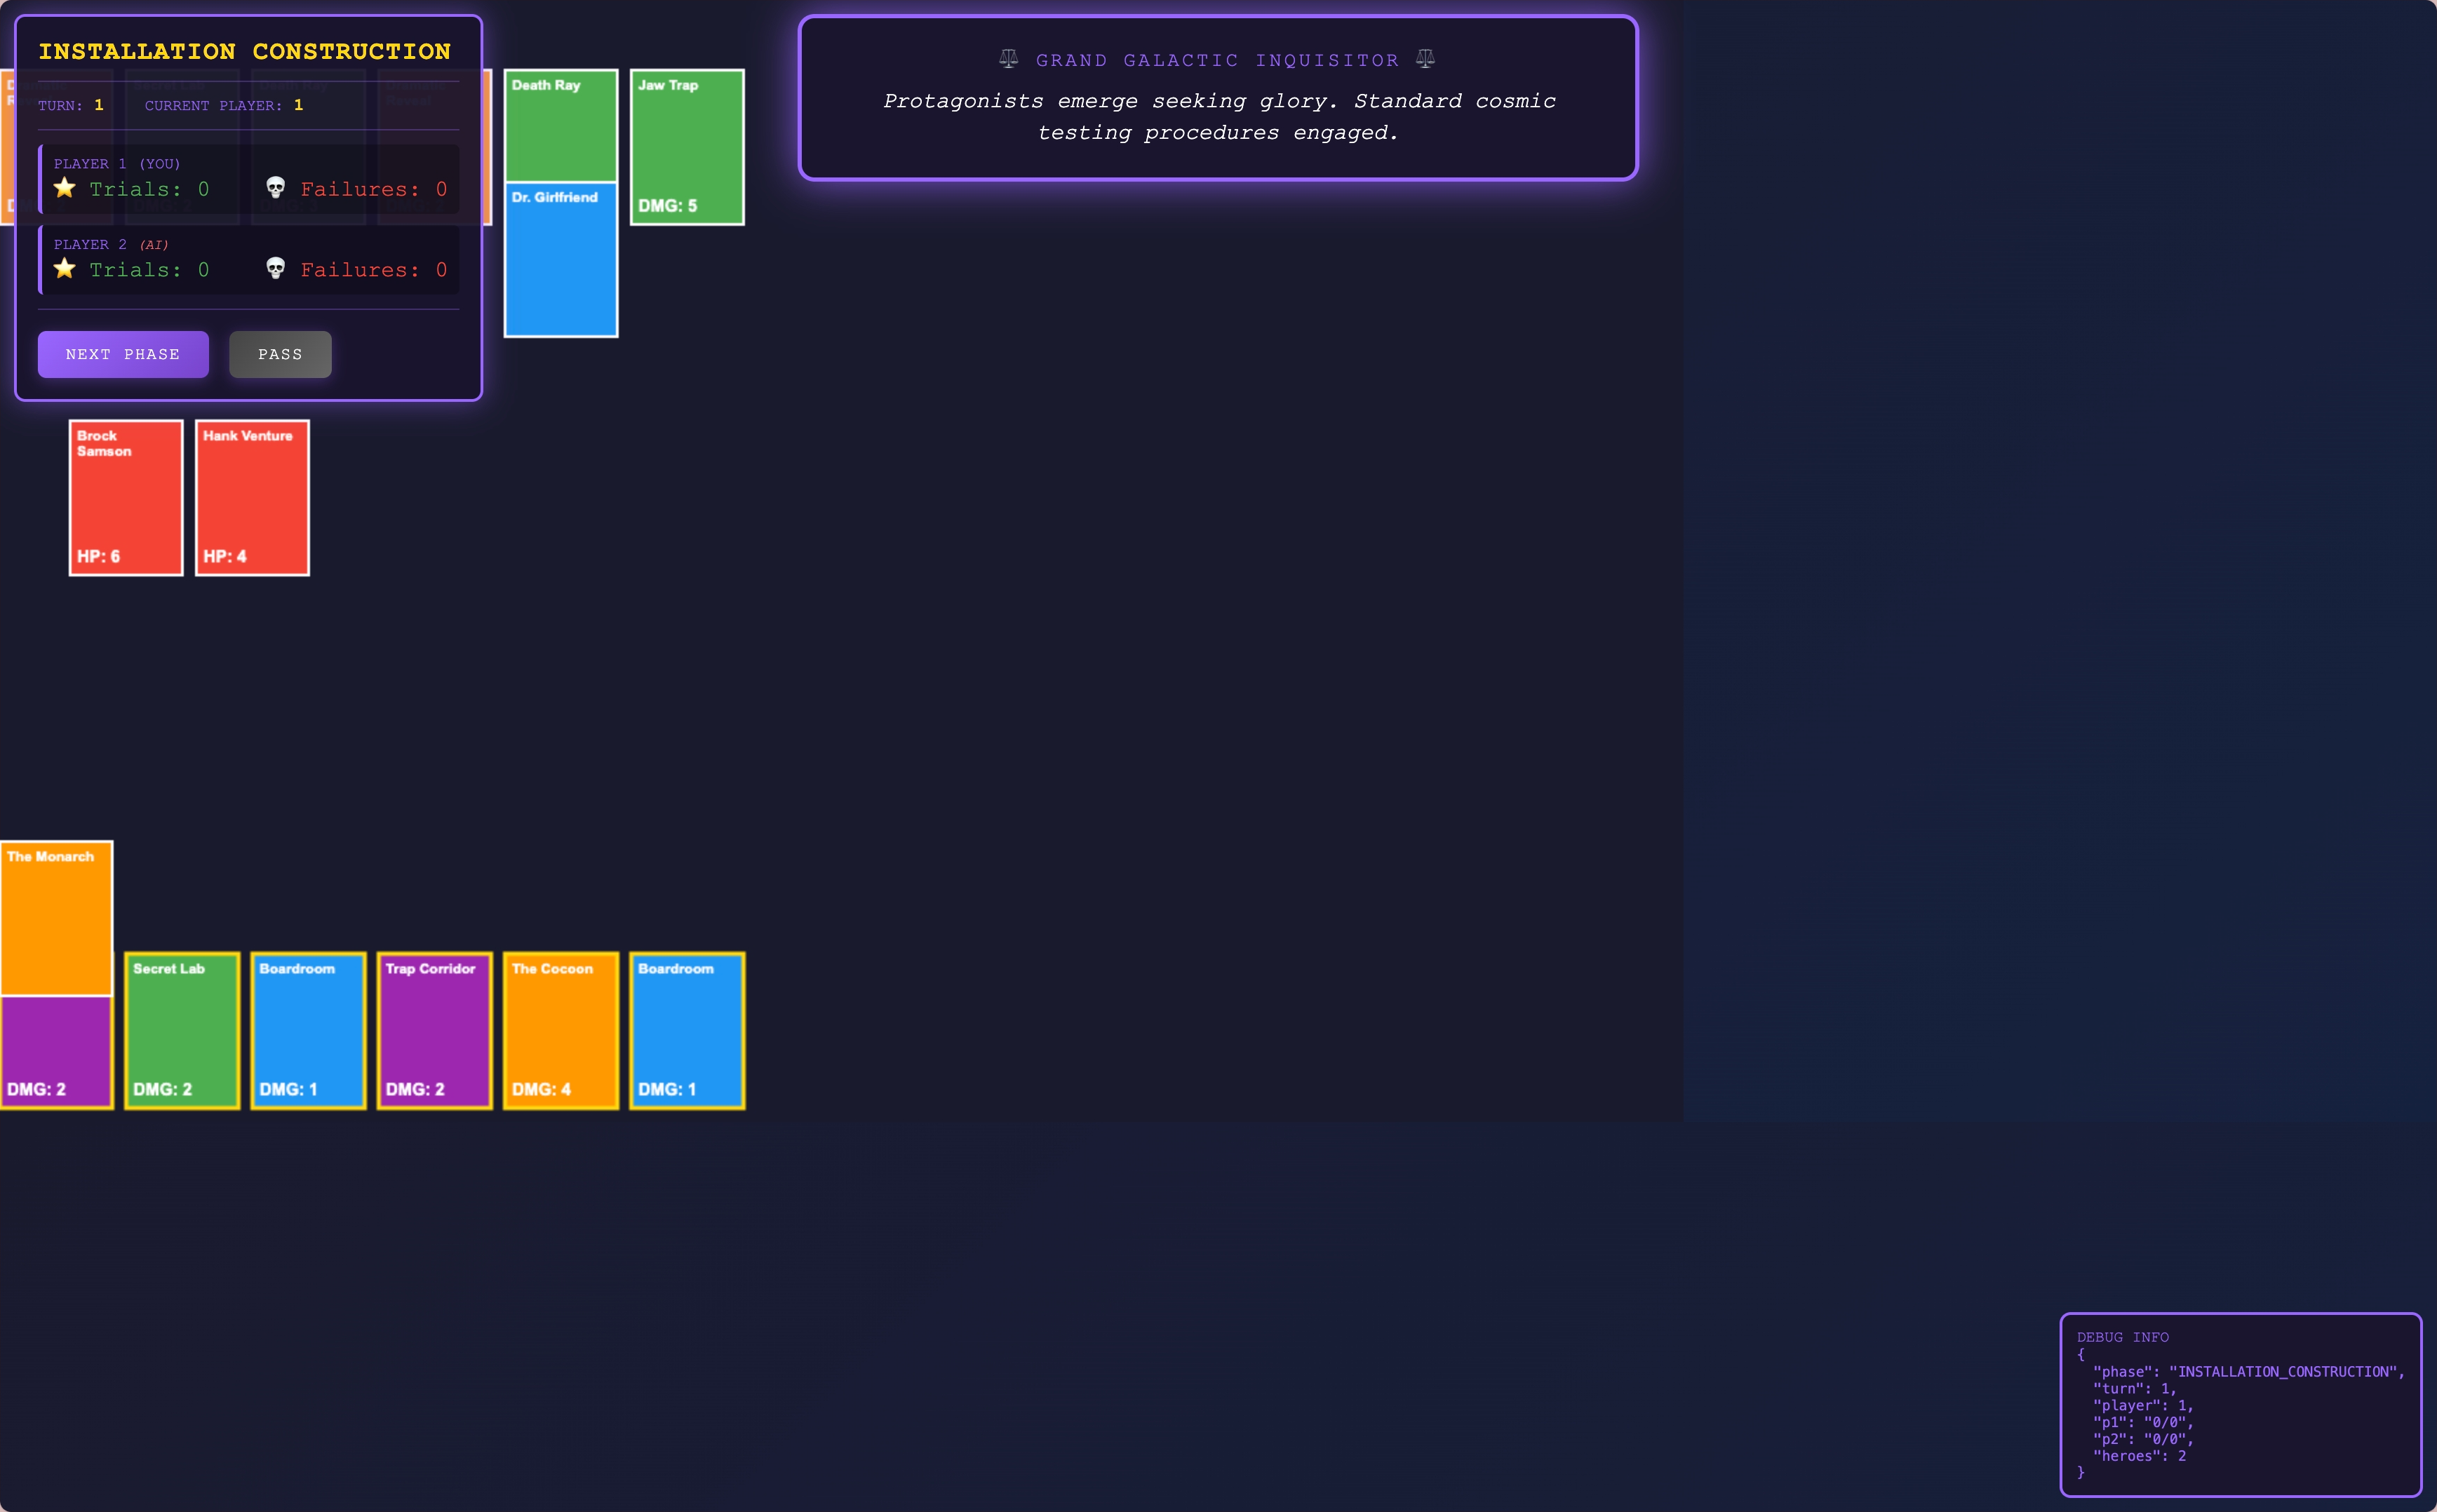 INSTALLATION CONSTRUCTION
TURN: 1 CURRENT PLAYER: 1
PLAYER 1 (YOU)
⭐ Trials: 0 💀 Failures: 0
PLAYER 2 (AI)
⭐ Trials: 0 💀 Failures: 0
NEXT PHASE PASS
Death Ray
Dr. Girlfriend
Jaw Trap
DMG: 5
⚖ GRAND GALACTIC INQUISITOR ⚖
Protagonists emerge seeking glory. Standard cosmic
testing procedures engaged.
Brock
Samson
HP: 6
Hank Venture
HP: 4
The Monarch
DMG: 2
Secret Lab
DMG: 2
Boardroom
DMG: 1
Trap Corridor
DMG: 2
The Cocoon
DMG: 4
Boardroom
DMG: 1
DEBUG INFO
{
"phase": "INSTALLATION_CONSTRUCTION",
"turn": 1,
"player": 1,
"p1": "0/0",
"p2": "0/0",
"heroes": 2
}